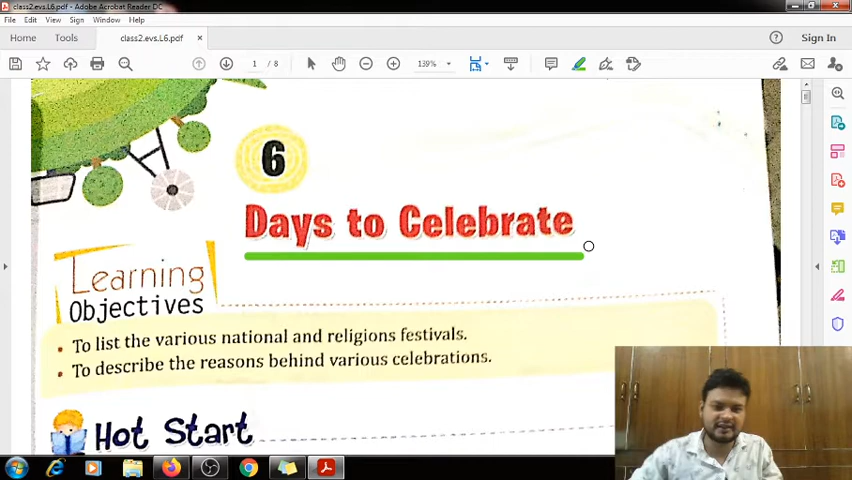 class2.evs.L6.pdf - Adobe Acrobat Reader DC
File Edit View Sign Window Help
Home Tools class2.evs.L6.pdf × Sign In
1 / 8 139%
6
Days to Celebrate
Learning
Objectives
• To list the various national and religions festivals.
• To describe the reasons behind various celebrations.
Hot Start